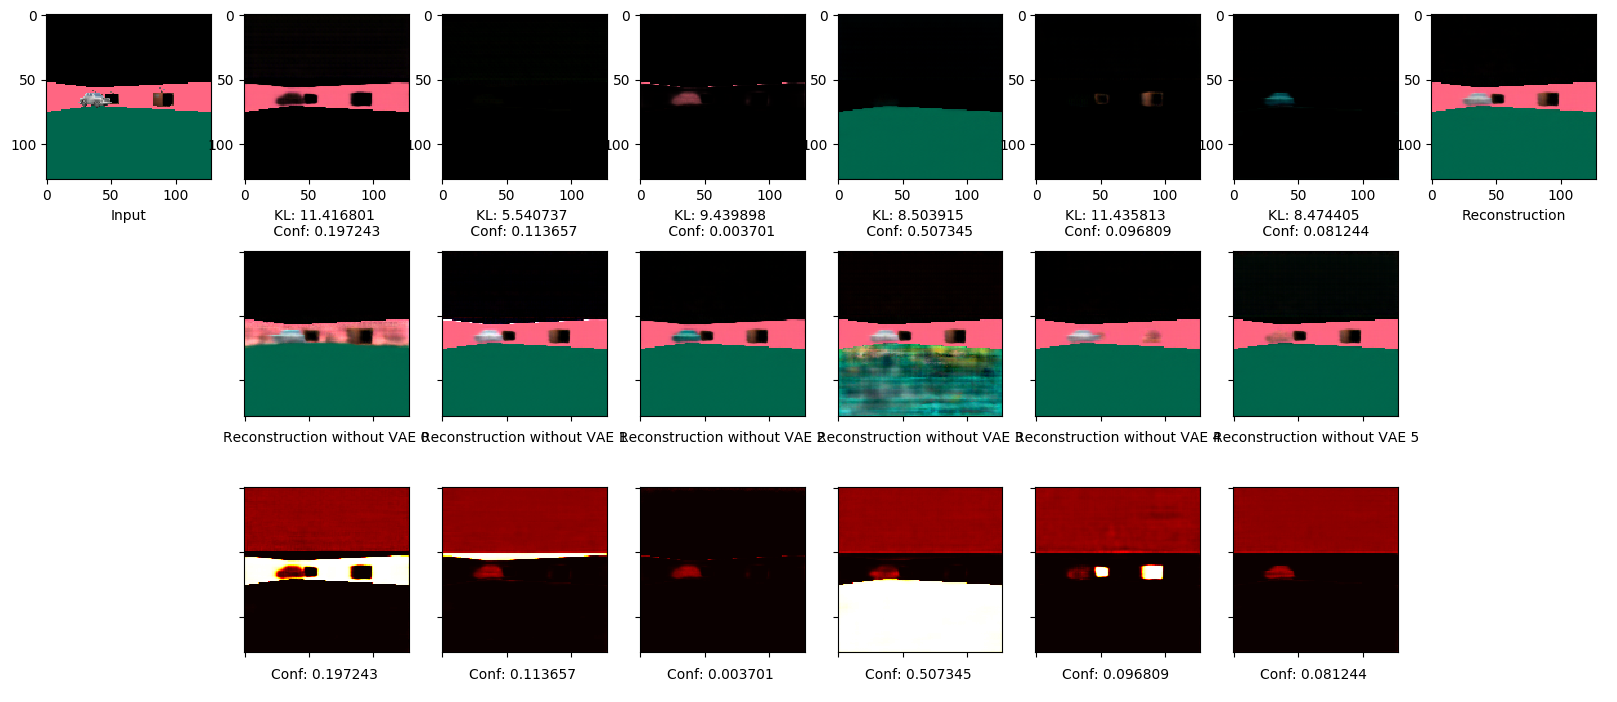 0
50
100
0 50 100
Input
0
50
100
0 50 100
KL: 11.416801
Conf: 0.197243
0
50
100
0 50 100
KL: 5.540737
Conf: 0.113657
0
50
100
0 50 100
KL: 9.439898
Conf: 0.003701
0
50
100
0 50 100
KL: 8.503915
Conf: 0.507345
0
50
100
0 50 100
KL: 11.435813
Conf: 0.096809
0
50
100
0 50 100
KL: 8.474405
Conf: 0.081244
0
50
100
0 50 100
Reconstruction
Reconstruction without VAE 0
Reconstruction without VAE 1
Reconstruction without VAE 2
Reconstruction without VAE 3
Reconstruction without VAE 4
Reconstruction without VAE 5
Conf: 0.197243
Conf: 0.113657
Conf: 0.003701
Conf: 0.507345
Conf: 0.096809
Conf: 0.081244